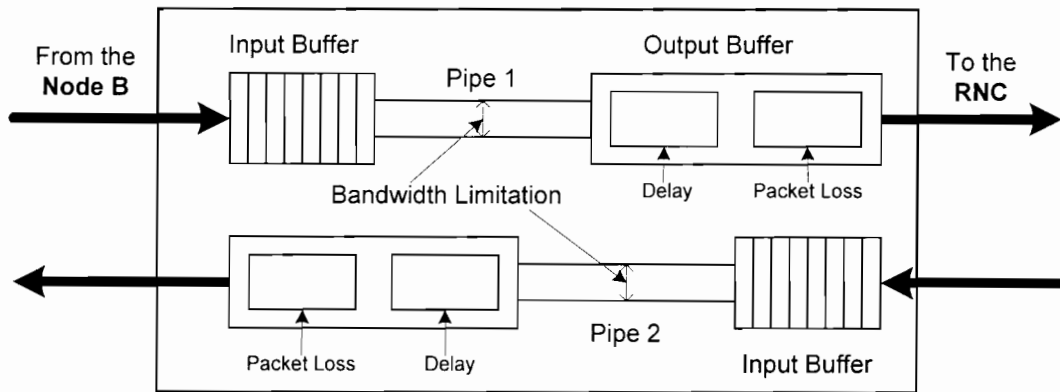 From the
Node B
Input Buffer
Pipe 1
Output Buffer
To the
RNC
Delay
Packet Loss
Bandwidth Limitation
Packet Loss
Delay
Pipe 2
Input Buffer